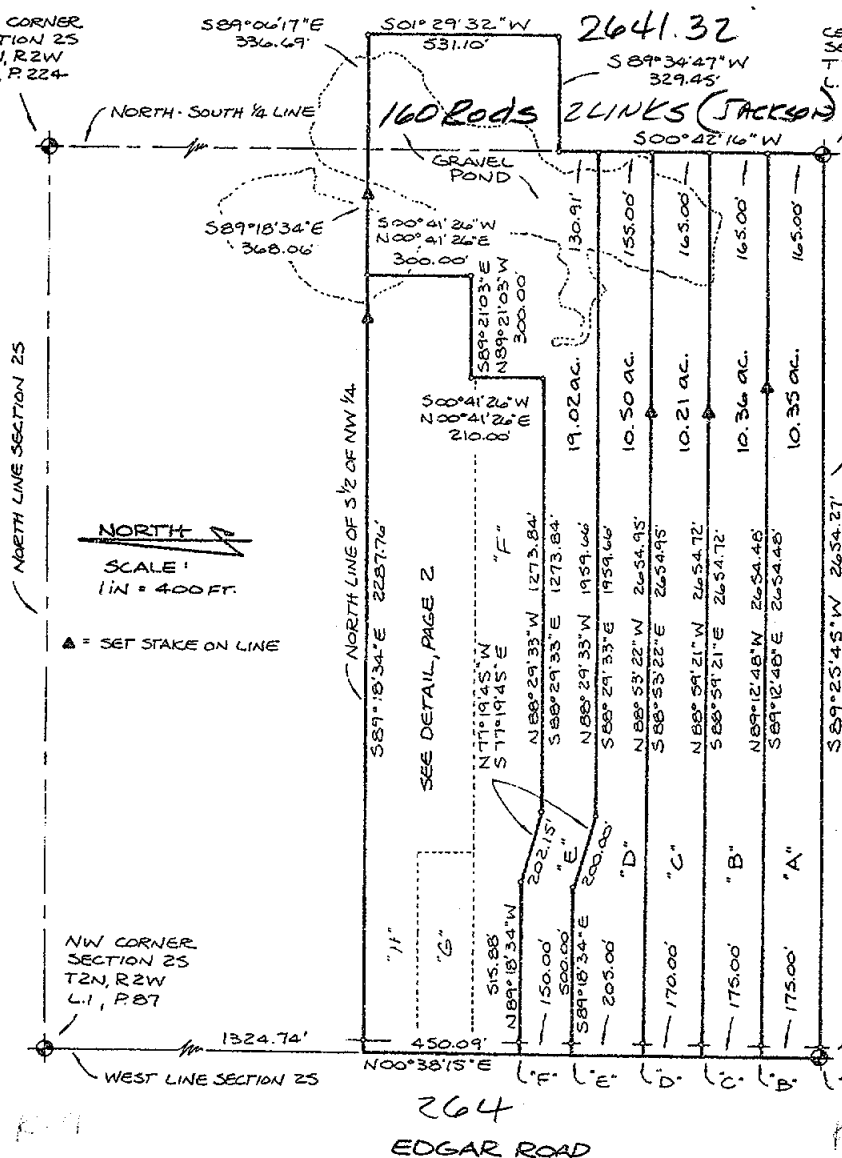 CORNER
SECTION 25
R2W
P. 224
S89°06'17"E
336.69'
S01°29'32"W
531.10'
2641.32
S89°34'47"W
329.45'
NORTH-SOUTH ¼ LINE
160 Rods 2 LINKS (JACKSON)
S00°42'16"W
GRAVEL
POND
S89°18'34"E
368.06'
S00°41'26"W
N00°41'26"E
300.00'
S89°21'03"E
N89°21'03"W
300.00'
130.91'
155.00'
165.00'
165.00'
165.00'
S00°41'26"W
N00°41'26"E
210.00'
19.02 ac.
10.50 ac.
10.21 ac.
10.36 ac.
10.35 ac.
NORTH LINE SECTION 25
NORTH
SCALE:
1 IN = 400 FT.
▲ = SET STAKE ON LINE
NORTH LINE OF S½ OF NW ¼
S89°18'34"E 2287.76'
SEE DETAIL, PAGE 2
"F"
N77°19'45"W
S77°19'45"E
N88°29'33"W 1273.84'
S88°29'33"E 1273.84'
N88°29'33"W 1959.66'
S88°29'33"E 1959.66'
N88°53'22"W 2654.95'
S88°53'22"E 2654.95'
N88°59'21"W 2654.72'
S88°59'21"E 2654.72'
N89°12'48"W 2654.48'
S89°12'48"E 2654.48'
S89°25'45"W 2654.27'
202.15'
"E"
200.00'
"D"
"C"
"B"
"A"
"H"
"G"
515.88'
N89°18'34"W
150.00'
500.00'
S89°18'34"E
205.00'
170.00'
175.00'
175.00'
NW CORNER
SECTION 25
T2N, R2W
L.1, P.87
1324.74'
450.09'
N00°38'15"E
WEST LINE SECTION 25
"F" "E" "D" "C" "B"
264
EDGAR ROAD